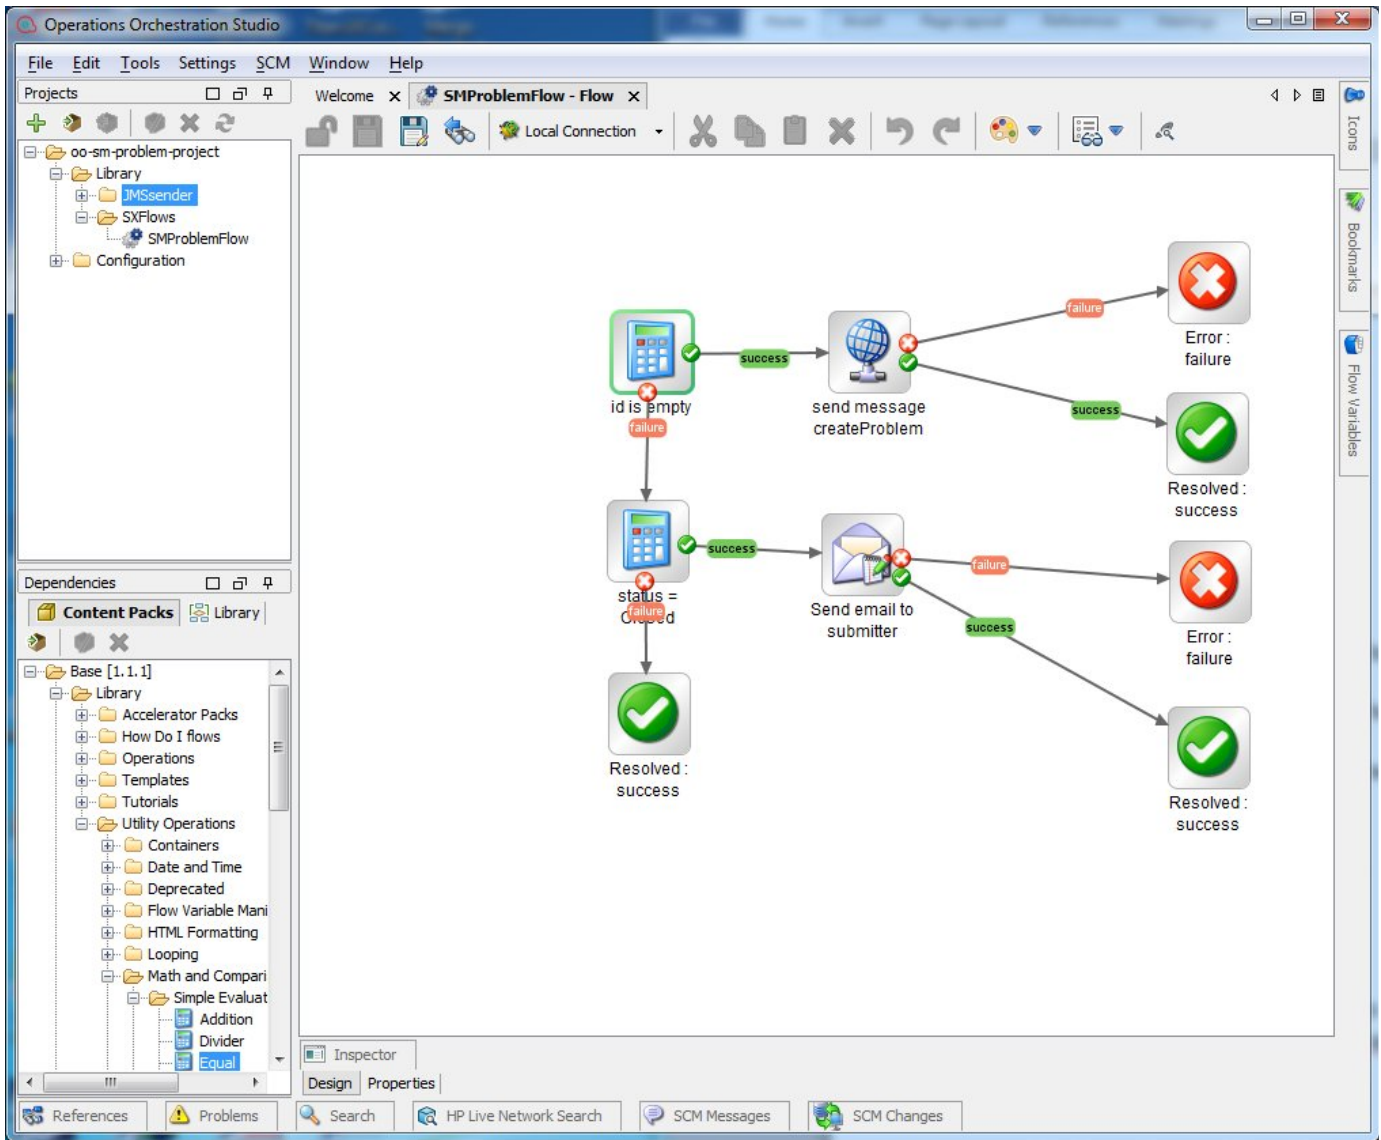 Operations Orchestration Studio
File Edit Tools Settings SCM Window Help
Projects
Welcome SMProblemFlow - Flow
Local Connection
oo-sm-problem-project
Library
JMSsender
SXFlows
SMProblemFlow
Configuration
Icons
Bookmarks
Flow Variables
id is empty
success
failure
send message
createProblem
failure
success
Error :
failure
Resolved :
success
status =
failure
success
Send email to
submitter
failure
success
Error :
failure
Resolved :
success
Resolved :
success
Dependencies
Content Packs Library
Base [1.1.1]
Library
Accelerator Packs
How Do I flows
Operations
Templates
Tutorials
Utility Operations
Containers
Date and Time
Deprecated
Flow Variable Mani
HTML Formatting
Looping
Math and Compari
Simple Evaluat
Addition
Divider
Equal
Inspector
Design Properties
References Problems Search HP Live Network Search SCM Messages SCM Changes